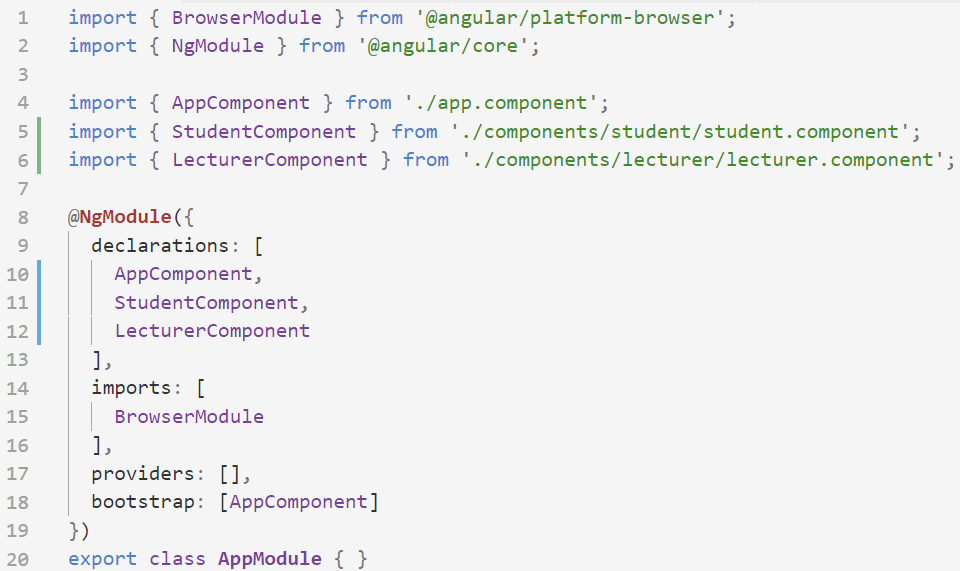 1 import { BrowserModule } from '@angular/platform-browser';
2 import { NgModule } from '@angular/core';
3
4 import { AppComponent } from './app.component';
5 import { StudentComponent } from './components/student/student.component';
6 import { LecturerComponent } from './components/lecturer/lecturer.component';
7
8 @NgModule({
9   declarations: [
10     AppComponent,
11     StudentComponent,
12     LecturerComponent
13   ],
14   imports: [
15     BrowserModule
16   ],
17   providers: [],
18   bootstrap: [AppComponent]
19 })
20 export class AppModule { }